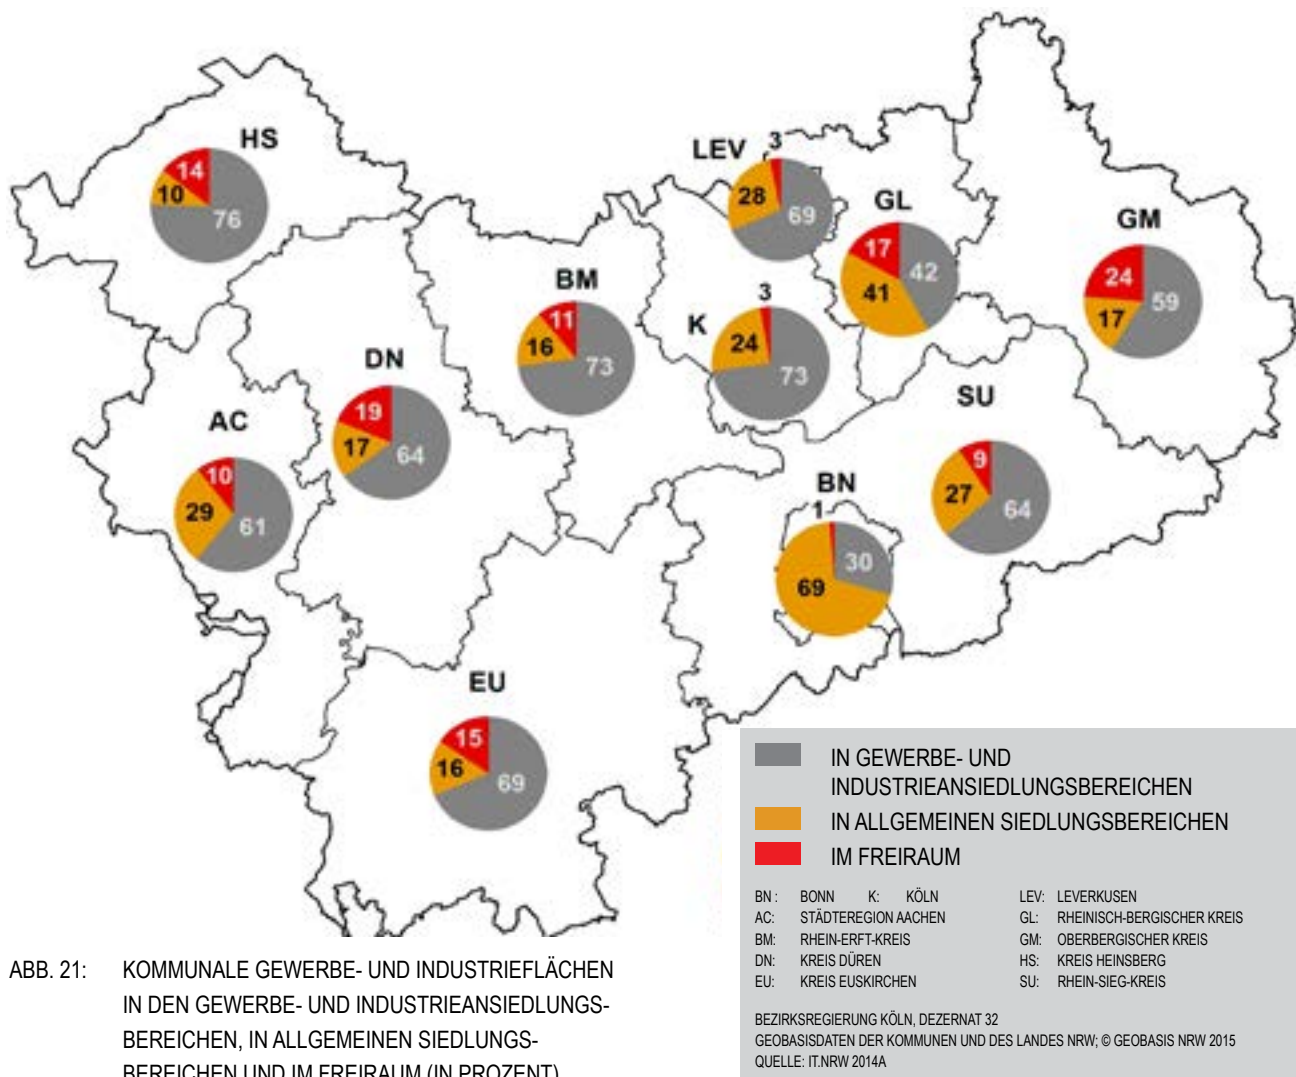 HS
14
10
76
LEV
3
28
69
GL
17
42
41
GM
24
59
17
BM
11
16
73
K
3
24
73
DN
19
17
64
AC
10
29
61
SU
9
27
64
BN
1
30
69
EU
15
16
69
IN GEWERBE- UND
INDUSTRIEANSIEDLUNGSBEREICHEN
IN ALLGEMEINEN SIEDLUNGSBEREICHEN
IM FREIRAUM
BN : BONN K: KÖLN LEV: LEVERKUSEN
AC: STÄDTEREGION AACHEN GL: RHEINISCH-BERGISCHER KREIS
BM: RHEIN-ERFT-KREIS GM: OBERBERGISCHER KREIS
DN: KREIS DÜREN HS: KREIS HEINSBERG
EU: KREIS EUSKIRCHEN SU: RHEIN-SIEG-KREIS
BEZIRKSREGIERUNG KÖLN, DEZERNAT 32
GEOBASISDATEN DER KOMMUNEN UND DES LANDES NRW; © GEOBASIS NRW 2015
QUELLE: IT.NRW 2014A
ABB. 21: KOMMUNALE GEWERBE- UND INDUSTRIEFLÄCHEN
IN DEN GEWERBE- UND INDUSTRIEANSIEDLUNGS-
BEREICHEN, IN ALLGEMEINEN SIEDLUNGS-
BEREICHEN UND IM FREIRAUM (IN PROZENT)